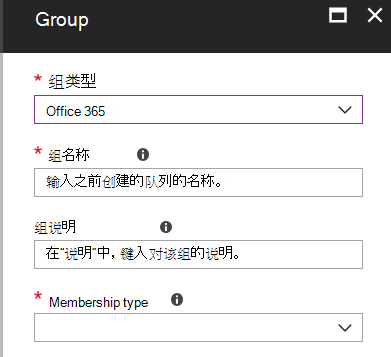 Group
* 组类型
Office 365
* 组名称
输入之前创建的队列的名称。
组说明
在"说明"中，键入对该组的说明。
* Membership type